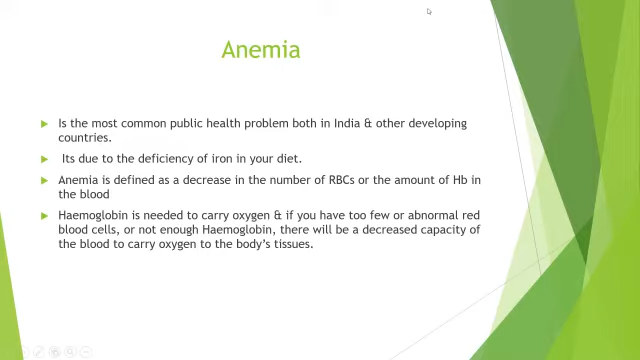 Anemia
Is the most common public health problem both in India & other developing
countries.
Its due to the deficiency of iron in your diet.
Anemia is defined as a decrease in the number of RBCs or the amount of Hb in
the blood
Haemoglobin is needed to carry oxygen & if you have too few or abnormal red
blood cells, or not enough Haemoglobin, there will be a decreased capacity of
the blood to carry oxygen to the body's tissues.